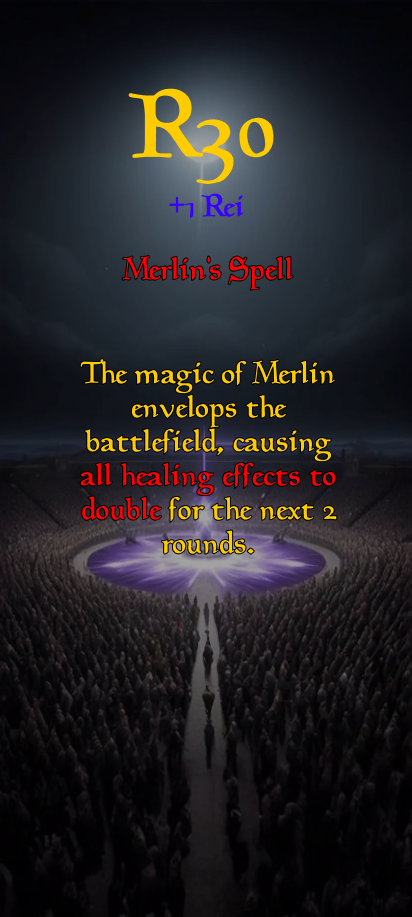 R30
+1 Rei
Merlin's Spell
The magic of Merlin
envelops the
battlefield, causing
all healing effects to
double for the next 2
rounds.